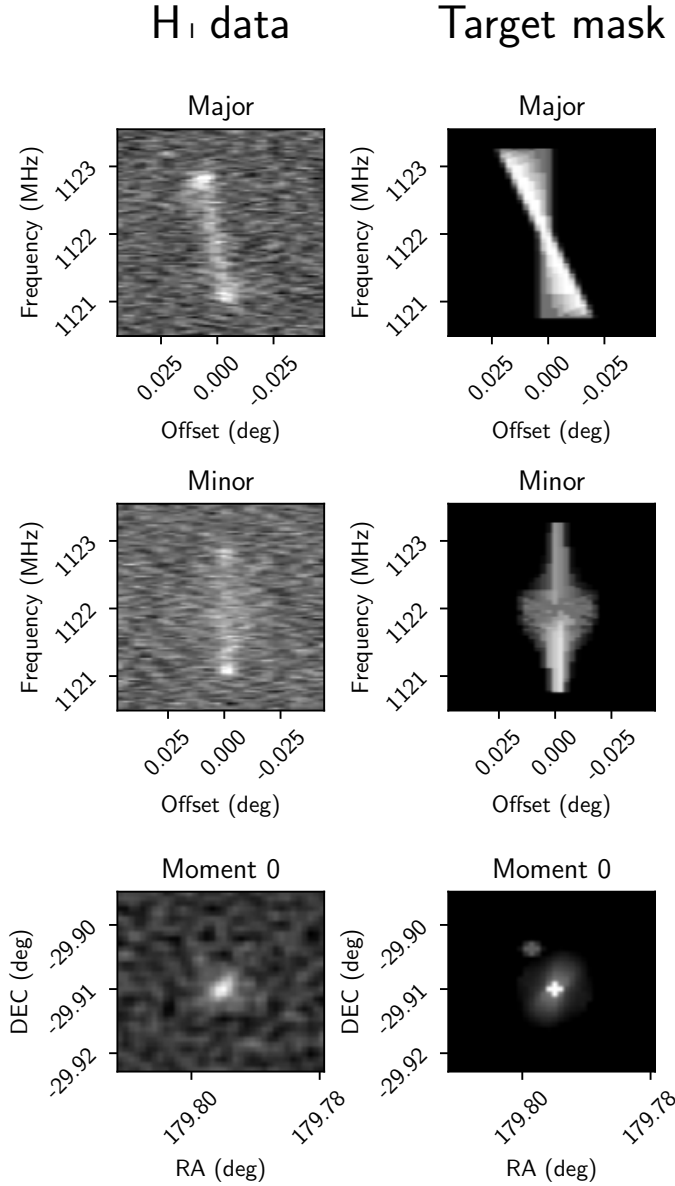 H I data
Target mask
Major
Major
Frequency (MHz)
1123
1122
1121
0.025
0.000
-0.025
Offset (deg)
Frequency (MHz)
1123
1122
1121
0.025
0.000
-0.025
Offset (deg)
Minor
Minor
Frequency (MHz)
1123
1122
1121
0.025
0.000
-0.025
Offset (deg)
Frequency (MHz)
1123
1122
1121
0.025
0.000
-0.025
Offset (deg)
Moment 0
Moment 0
DEC (deg)
-29.90
-29.91
-29.92
179.80
179.78
RA (deg)
DEC (deg)
-29.90
-29.91
-29.92
179.80
179.78
RA (deg)